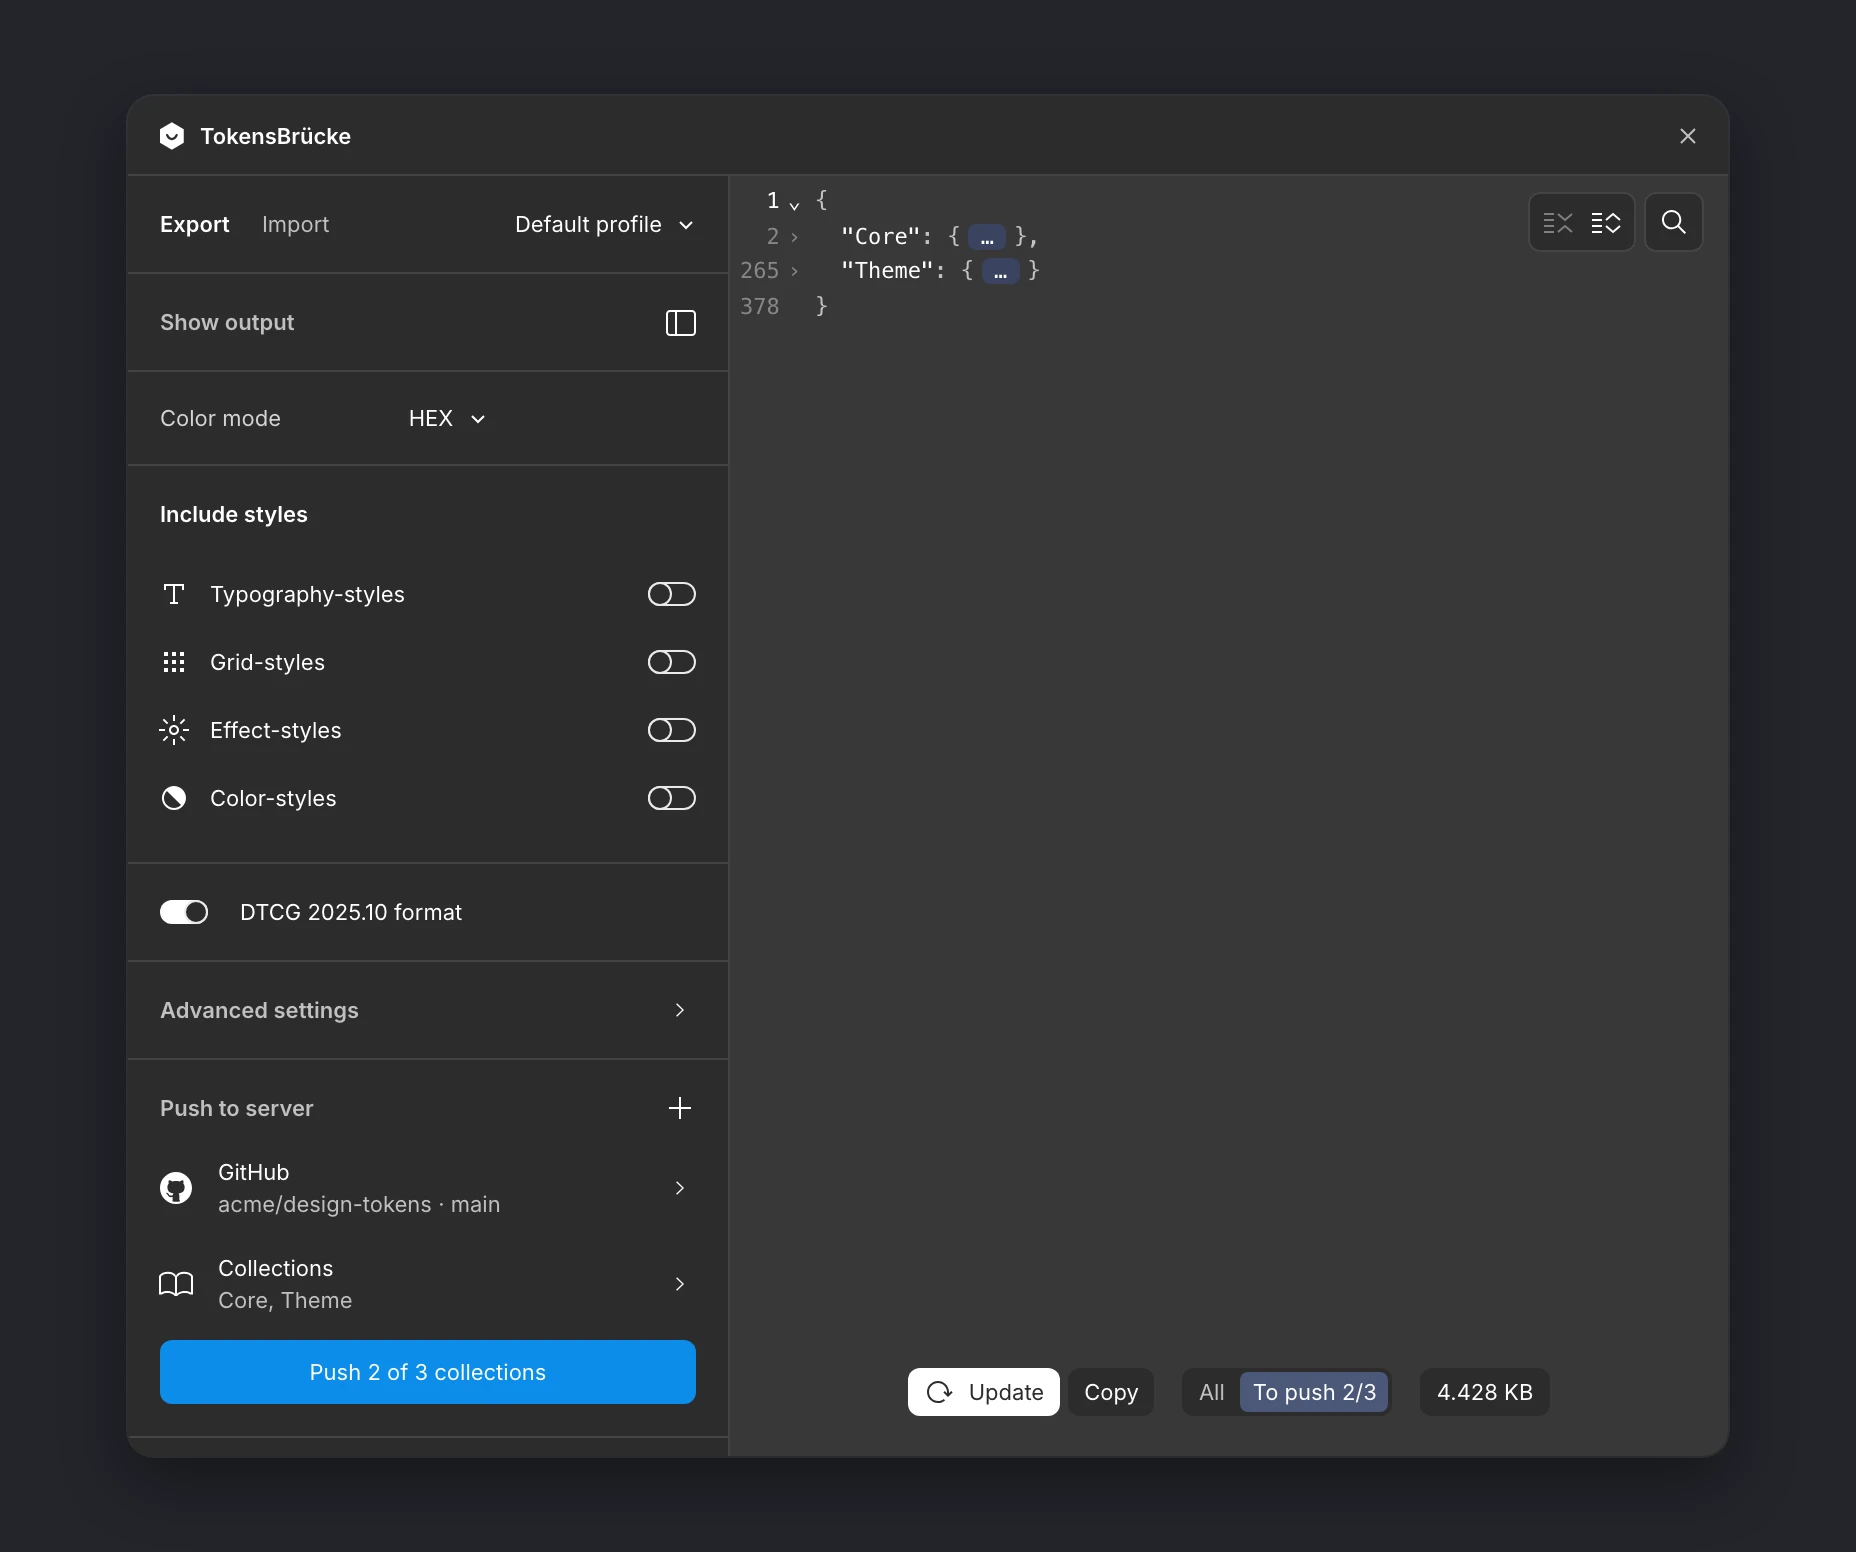 TokensBrücke
Export Import Default profile
Show output
Color mode HEX
Include styles
Typography-styles
Grid-styles
Effect-styles
Color-styles
DTCG 2025.10 format
Advanced settings
Push to server
GitHub
acme/design-tokens · main
Collections
Core, Theme
Push 2 of 3 collections
1 {
2 "Core": { … },
265 "Theme": { … }
378 }
Update Copy All To push 2/3 4.428 KB